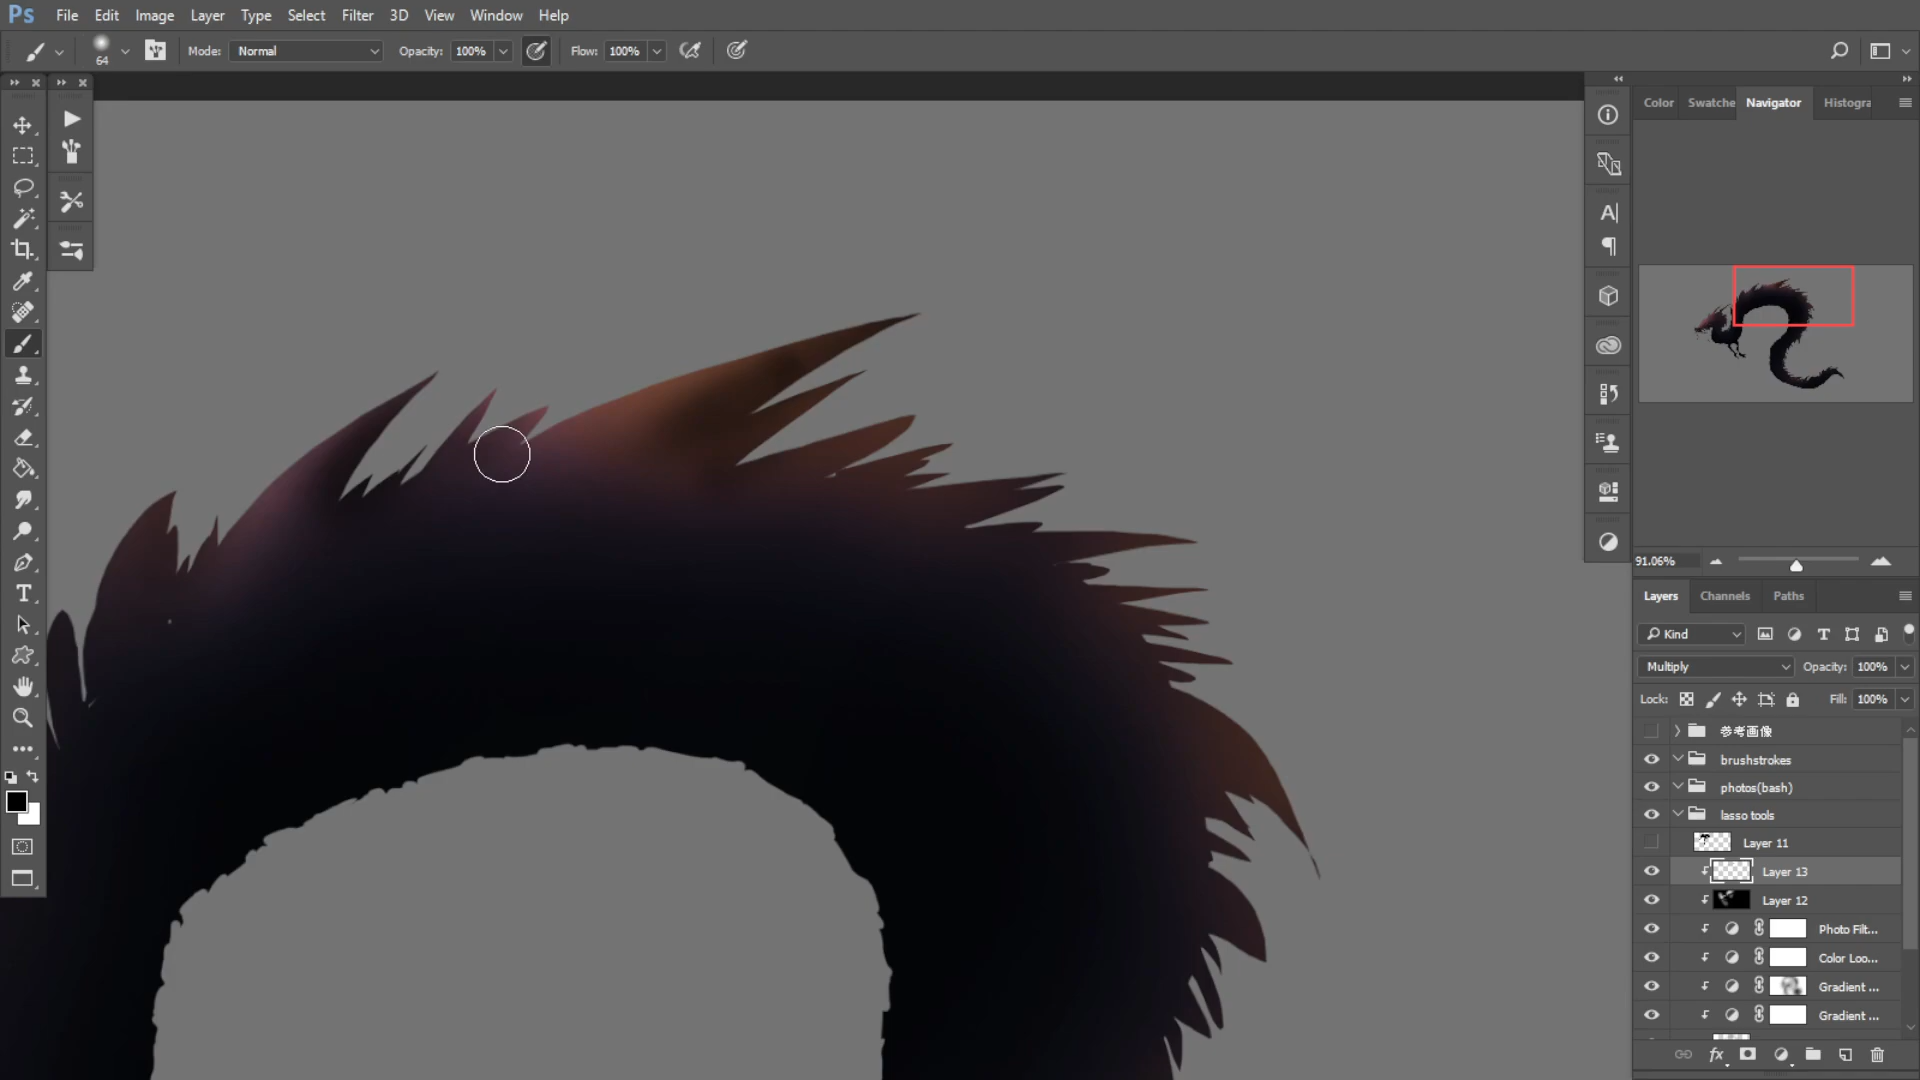 Ps File Edit Image Layer Type Select Filter 3D View Window Help
64 Mode: Normal Opacity: 100% Flow: 100%
Color Swatche Navigator Histogra
91.06%
Layers Channels Paths
Kind
Multiply Opacity: 100%
Lock: Fill: 100%
参考画像
brushstrokes
photos(bash)
lasso tools
Layer 11
Layer 13
Layer 12
Photo Filt...
Color Loo...
Gradient ...
Gradient ...
fx